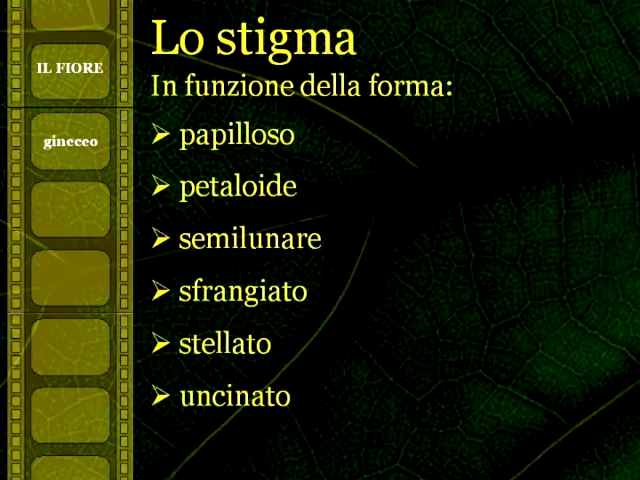 IL FIORE
gineceo
Lo stigma
In funzione della forma:
➢ papilloso
➢ petaloide
➢ semilunare
➢ sfrangiato
➢ stellato
➢ uncinato